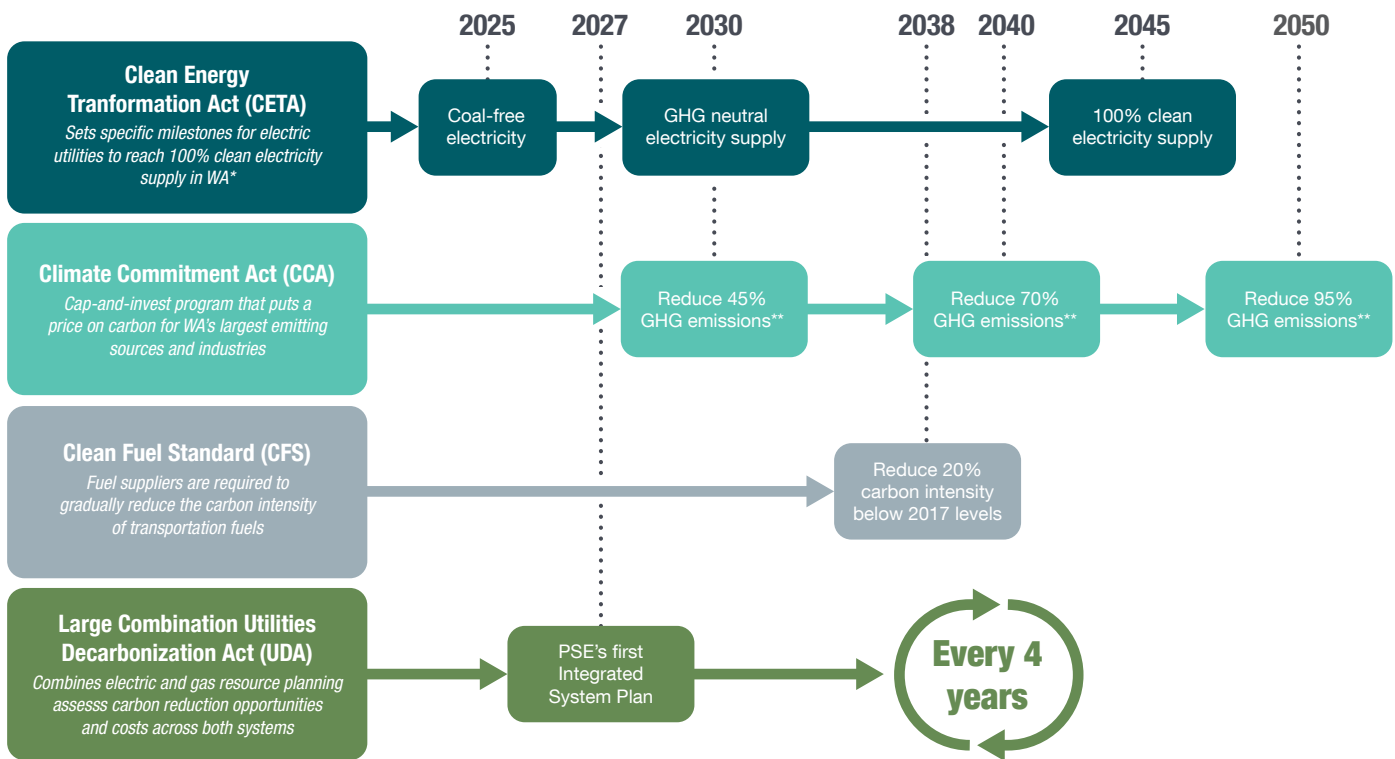 2025
2027
2030
2038
2040
2045
2050
Clean Energy
Tranformation Act (CETA)
Sets specific milestones for electric
utilities to reach 100% clean electricity
supply in WA*
Coal-free
electricity
GHG neutral
electricity supply
100% clean
electricity supply
Climate Commitment Act (CCA)
Cap-and-invest program that puts a
price on carbon for WA’s largest emitting
sources and industries
Reduce 45%
GHG emissions**
Reduce 70%
GHG emissions**
Reduce 95%
GHG emissions**
Clean Fuel Standard (CFS)
Fuel suppliers are required to
gradually reduce the carbon intensity
of transportation fuels
Reduce 20%
carbon intensity
below 2017 levels
Large Combination Utilities
Decarbonization Act (UDA)
Combines electric and gas resource planning
assesss carbon reduction opportunities
and costs across both systems
PSE’s first
Integrated
System Plan
Every 4
years